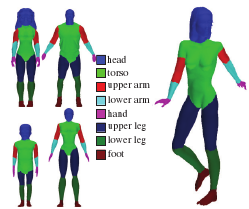 head
torso
upper arm
lower arm
hand
upper leg
lower leg
foot